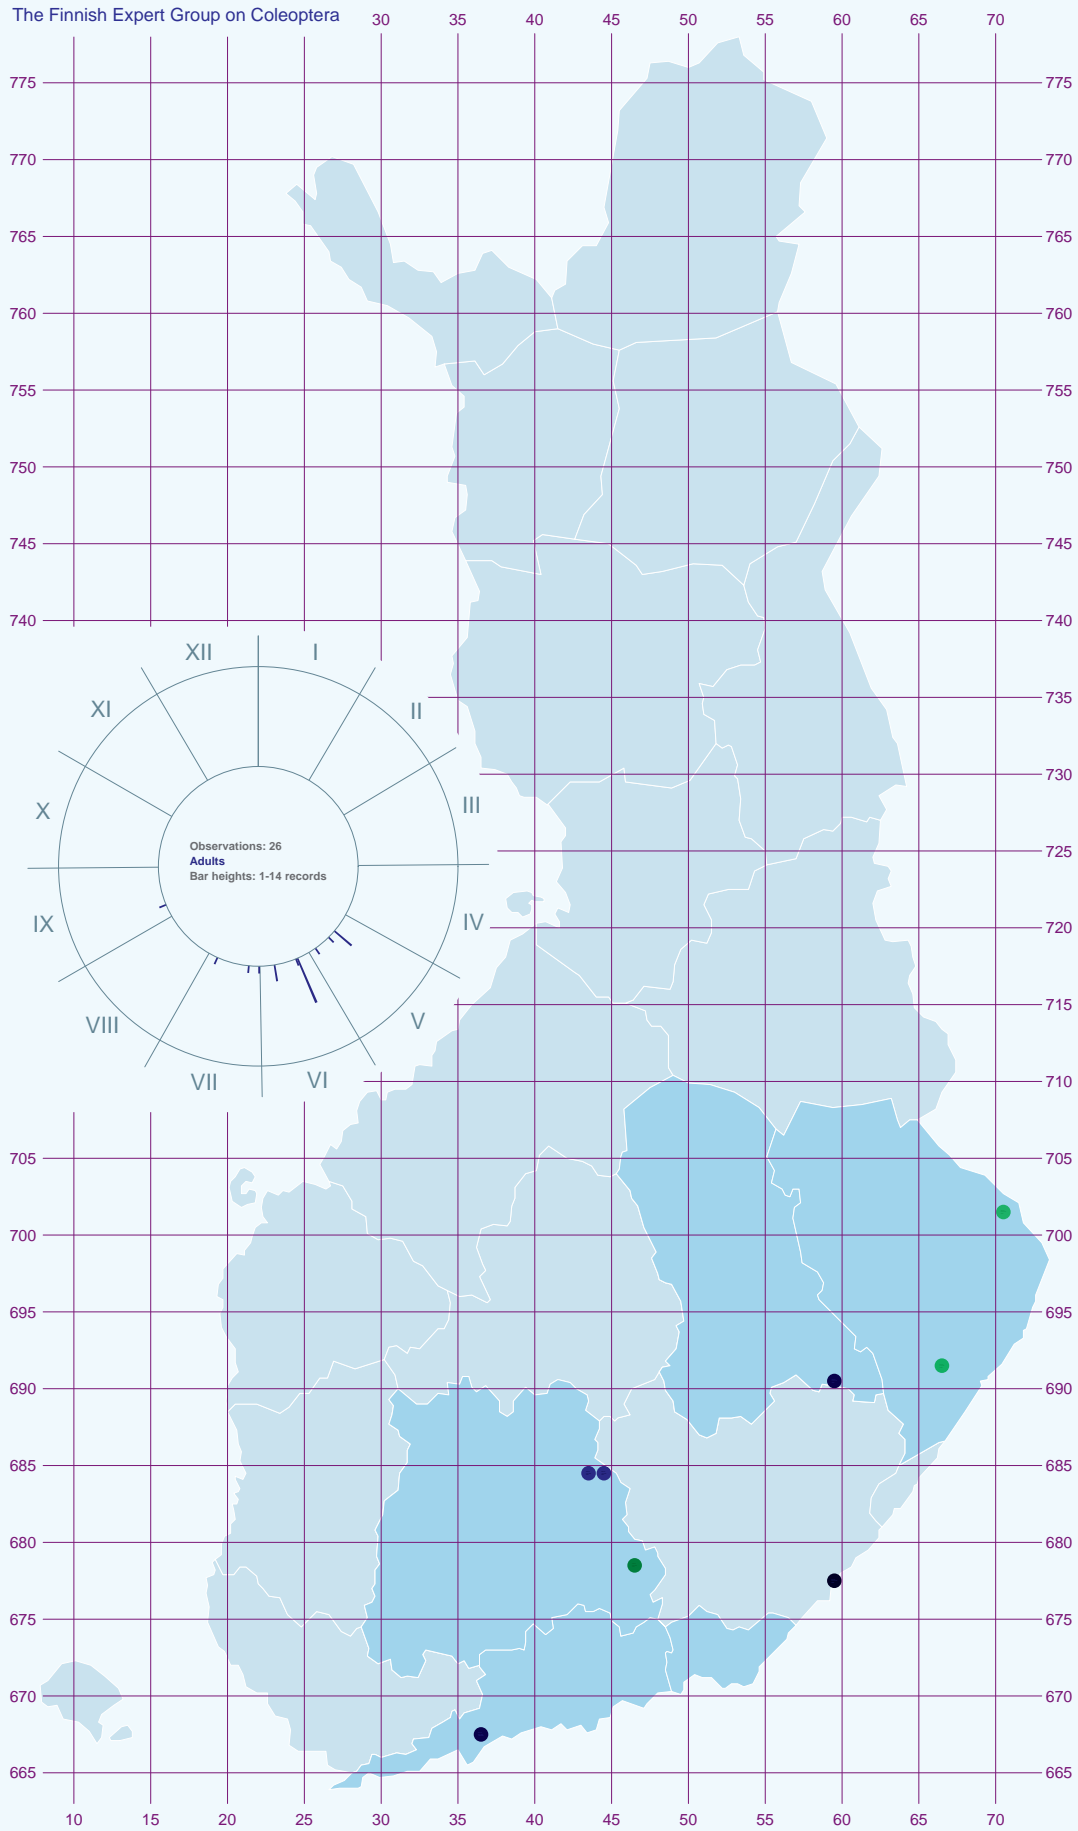 The Finnish Expert Group on Coleoptera
30 35 40 45 50 55 60 65 70
775 775
770 770
765 765
760 760
755 755
750 750
745 745
740 740
XII I
XI II
735
730
X III
Observations: 26
Adults
Bar heights: 1-14 records
725
IX IV 720
VIII V 715
VII VI 710
705 705
700 700
695 695
690 690
685 685
680 680
675 675
670 670
665 665
10 15 20 25 30 35 40 45 50 55 60 65 70